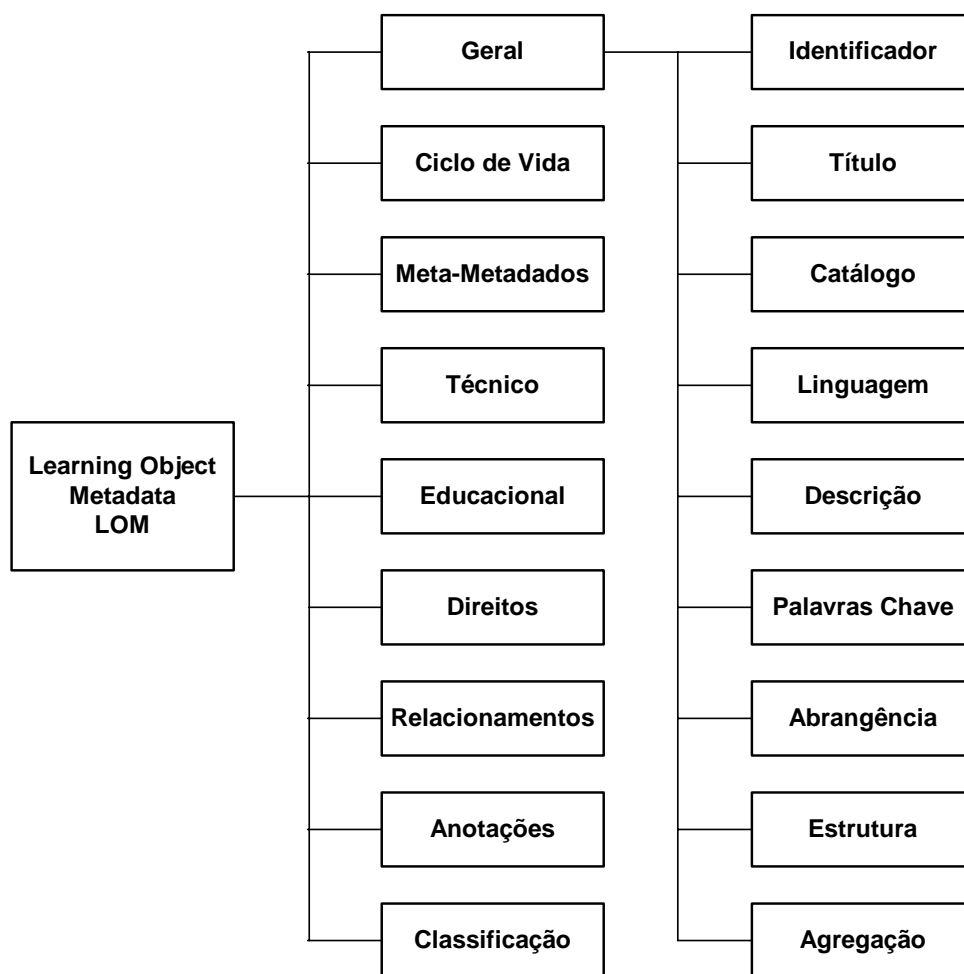 Learning Object
Metadata
LOM
Geral
Ciclo de Vida
Meta-Metadados
Técnico
Educacional
Direitos
Relacionamentos
Anotações
Classificação
Identificador
Título
Catálogo
Linguagem
Descrição
Palavras Chave
Abrangência
Estrutura
Agregação